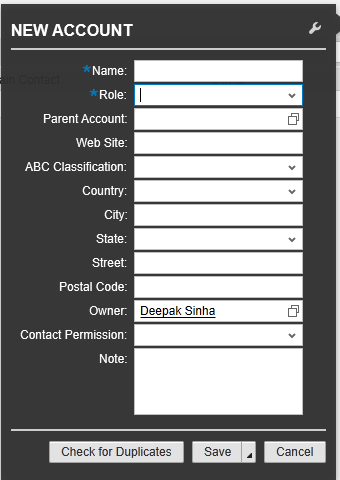 NEW ACCOUNT
*Name:
*Role:
Parent Account:
Web Site:
ABC Classification:
Country:
City:
State:
Street:
Postal Code:
Owner: Deepak Sinha
Contact Permission:
Note:
Check for Duplicates Save Cancel